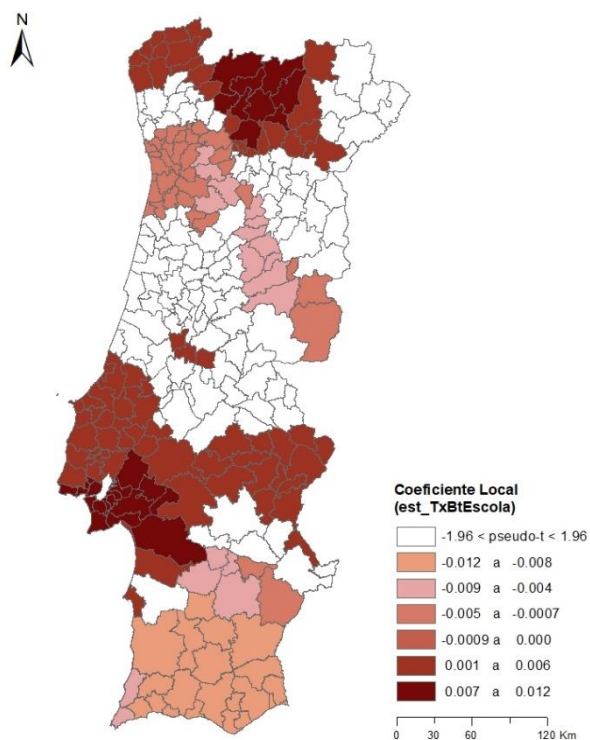 N
Coeficiente Local
(est_TxBtEscola)
-1.96 < pseudo-t < 1.96
-0.012 a -0.008
-0.009 a -0.004
-0.005 a -0.0007
-0.0009 a 0.000
0.001 a 0.006
0.007 a 0.012
0 30 60 120 Km